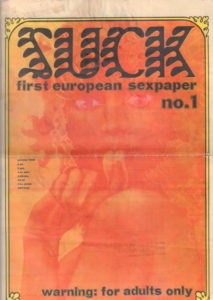 SUCK
first european sexpaper
no.1
warning: for adults only